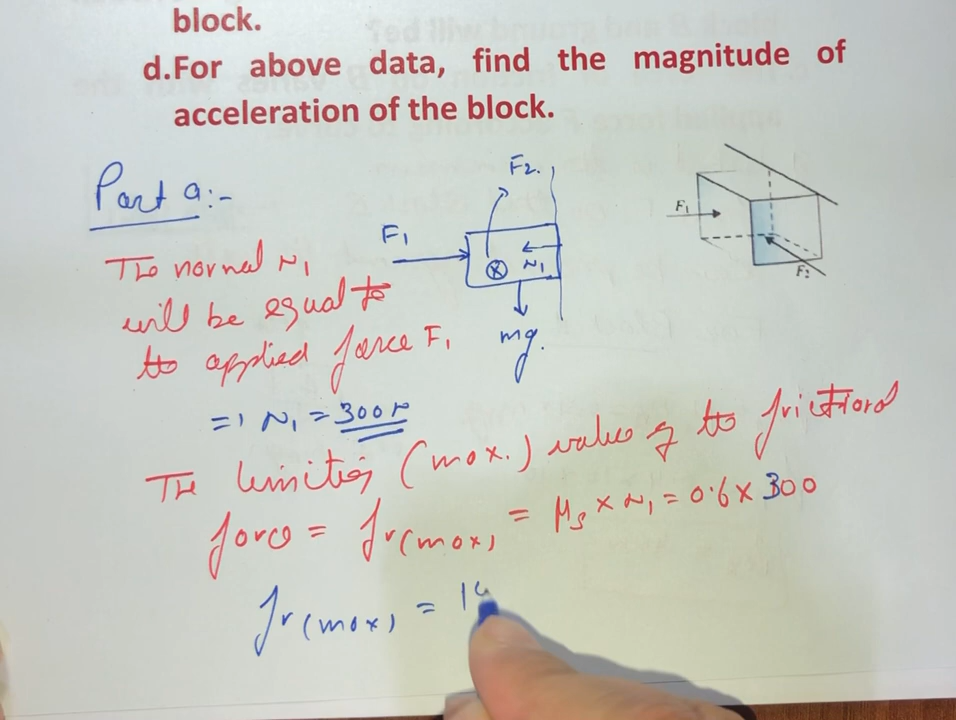 block.
d.For above data, find the magnitude of
acceleration of the block.
Part a:-
F2.
F1
N1
mg.
F1
F2
The normal N1
will be equal to
to applied force F1
=) N1 = 300N
The limiting (max.) value of the friction
force = fr(max) = μs × N1 = 0.6 × 300
fr(max) =